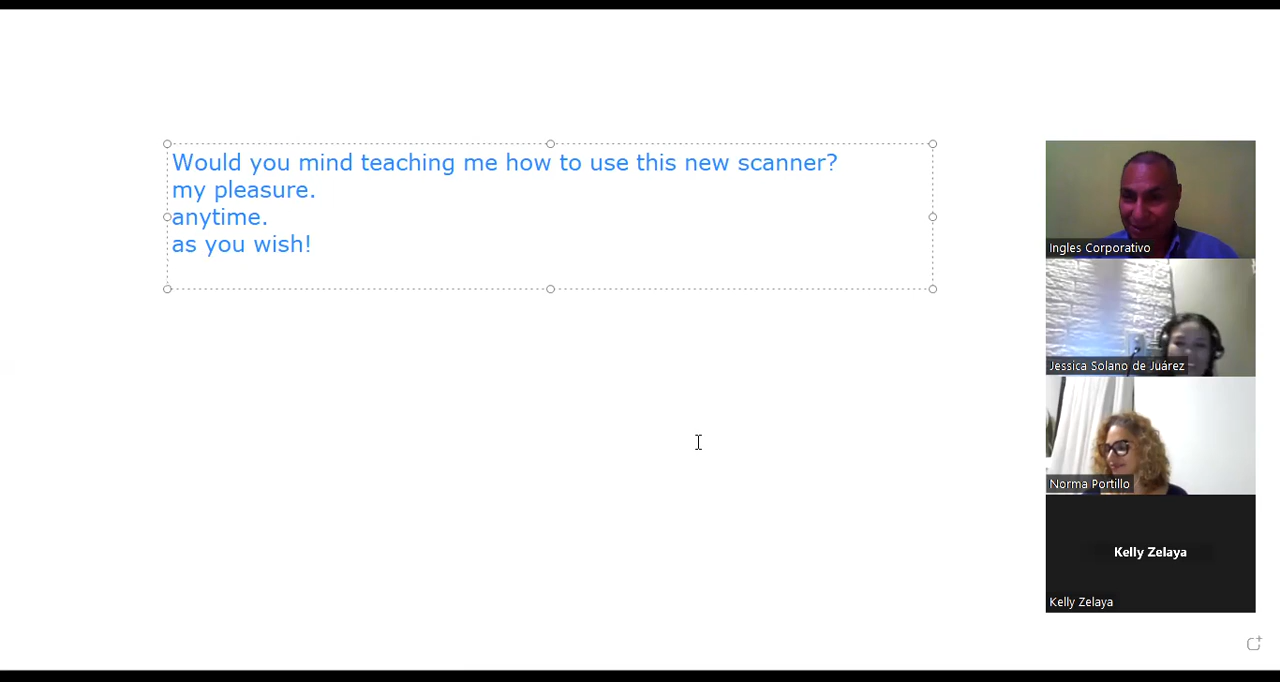 Would you mind teaching me how to use this new scanner?
my pleasure.
anytime.
as you wish!
Ingles Corporativo
Jessica Solano de Juárez
Norma Portillo
Kelly Zelaya
Kelly Zelaya